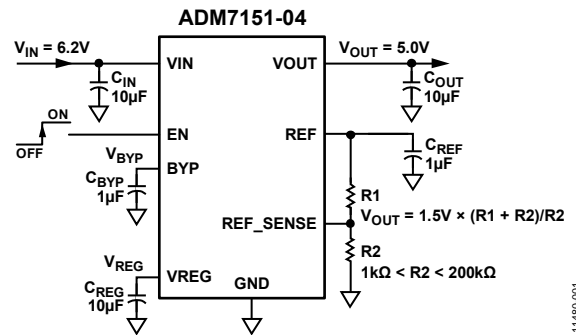 ADM7151-04
VIN = 6.2V
VOUT = 5.0V
VIN
VOUT
CIN
10µF
COUT
10µF
ON
OFF
EN
REF
CREF
1µF
VBYP
BYP
CBYP
1µF
R1
REF_SENSE
VOUT = 1.5V × (R1 + R2)/R2
R2
1kΩ < R2 < 200kΩ
VREG
VREG
CREG
10µF
GND
11480-001